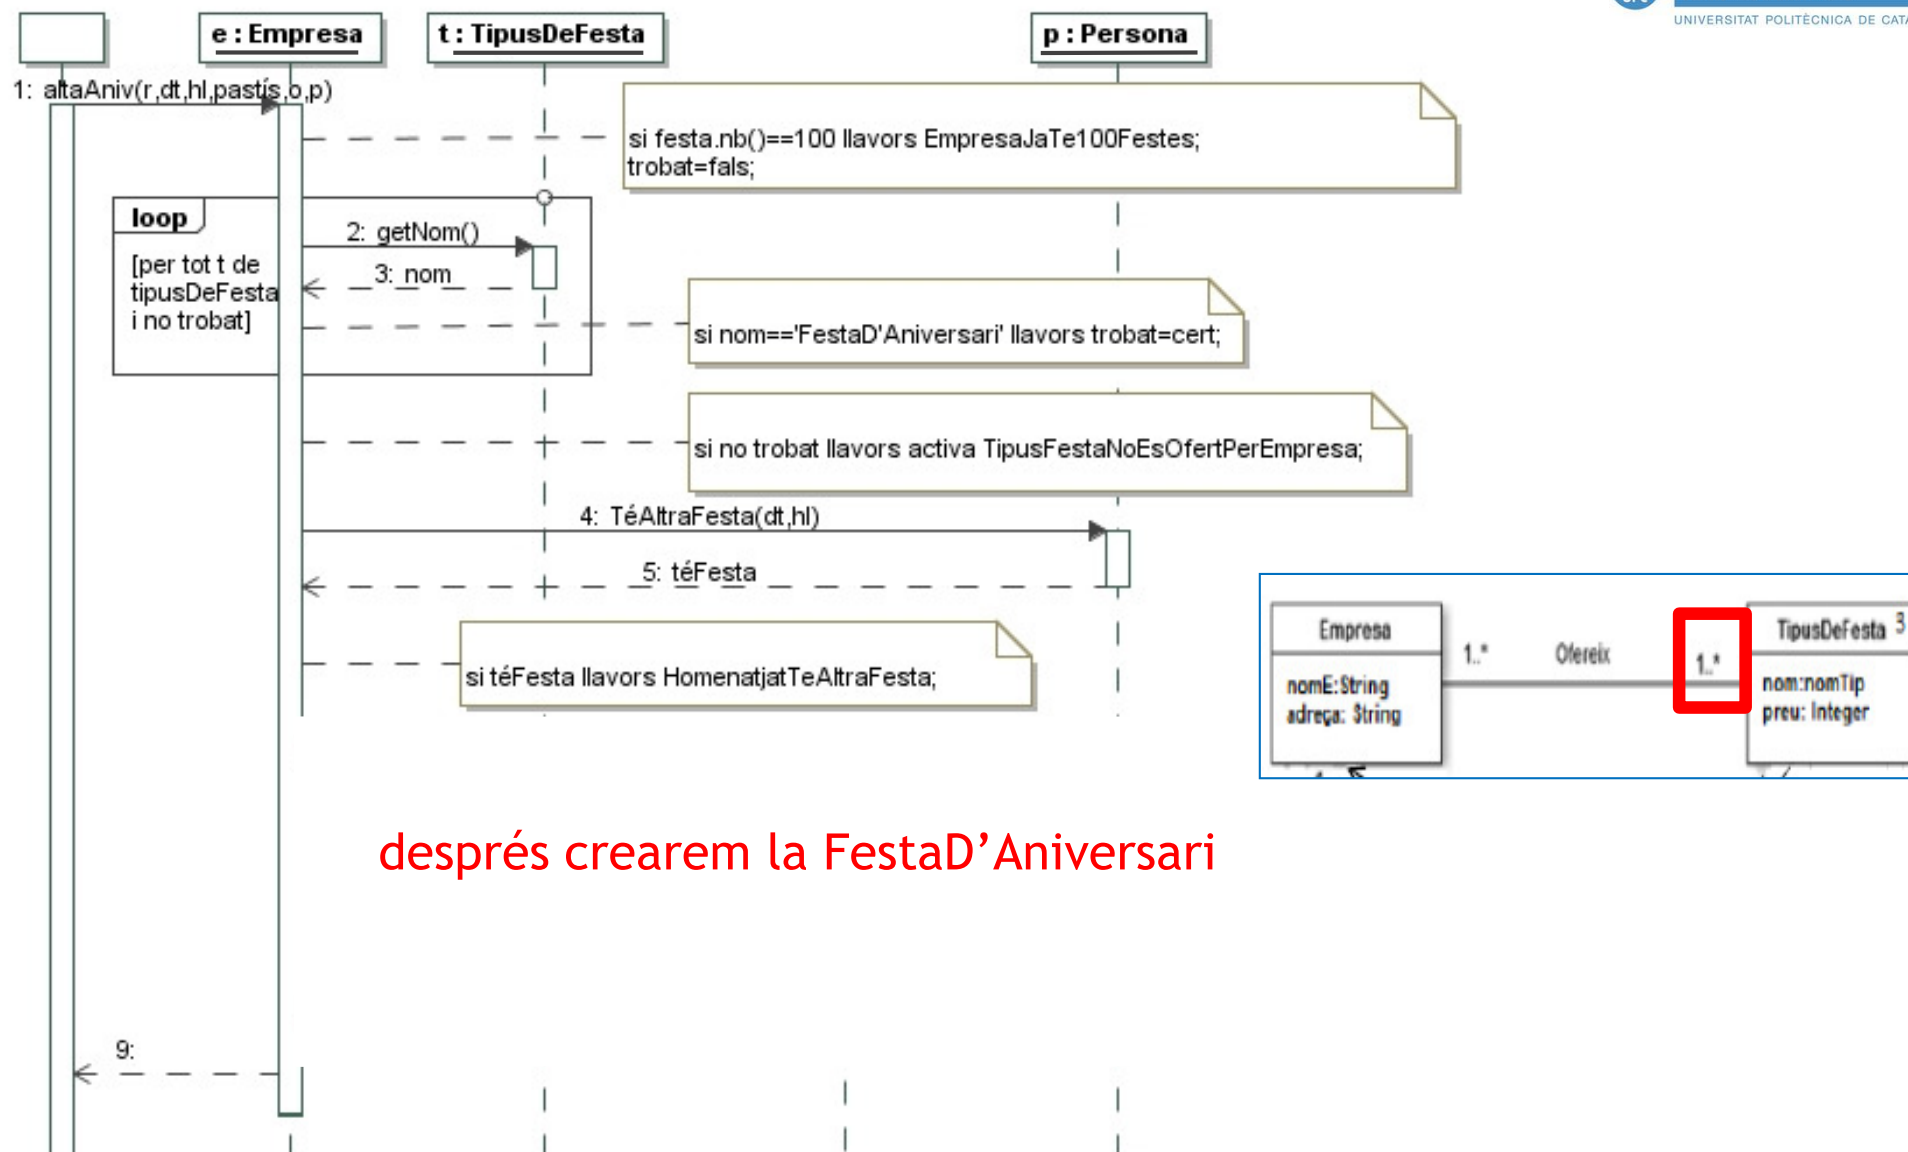 UNIVERSITAT POLITÈCNICA DE CATA
e : Empresa
t : TipusDeFesta
p : Persona
1: altaAniv(r,dt,hl,pastís,o,p)
si festa.nb()==100 llavors EmpresaJaTe100Festes;
trobat=fals;
loop
[per tot t de
tipusDeFesta
i no trobat]
2: getNom()
3: nom
si nom=='FestaD'Aniversari' llavors trobat=cert;
si no trobat llavors activa TipusFestaNoEsOfertPerEmpresa;
4: TéAltraFesta(dt,hl)
5: téFesta
si téFesta llavors HomenatjatTeAltraFesta;
Empresa
nomE:String
adreça: String
1..*
Ofereix
1..*
TipusDeFesta 3
nom:nomTip
preu: Integer
després crearem la FestaD’Aniversari
9: